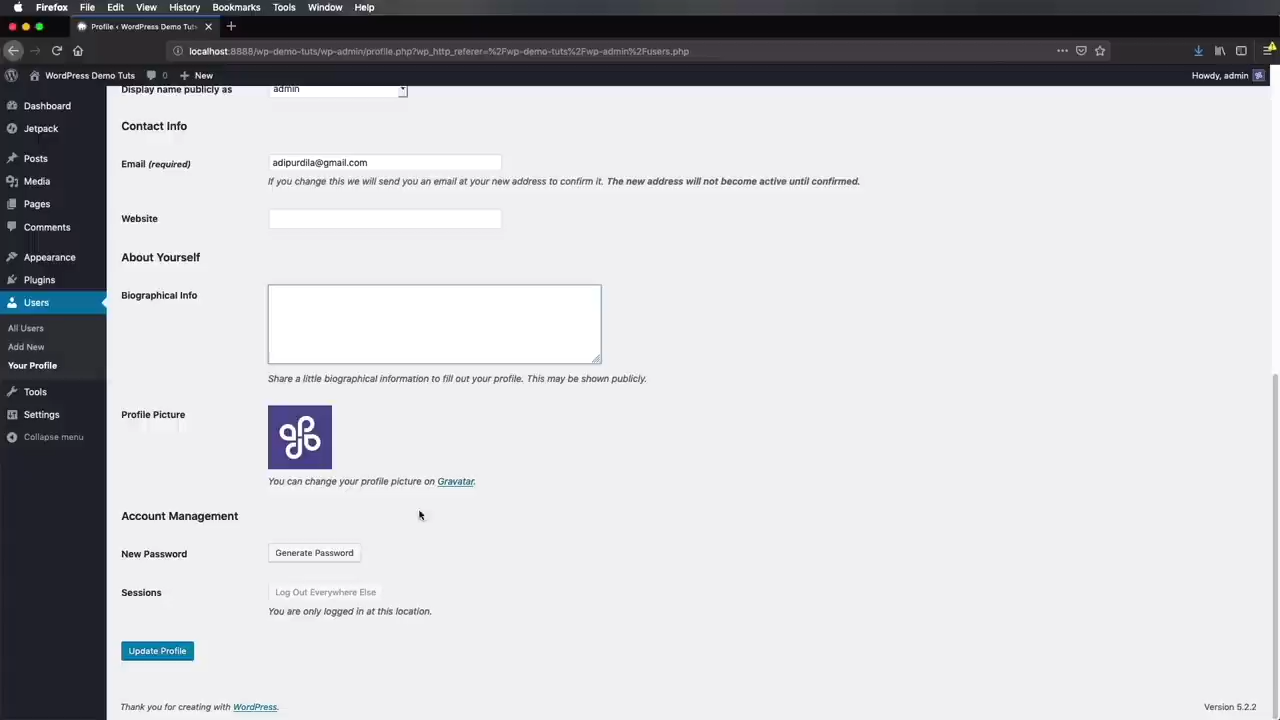 Firefox File Edit View History Bookmarks Tools Window Help
Profile ‹ WordPress Demo Tuts
localhost:8888/wp-demo-tuts/wp-admin/profile.php?wp_http_referer=%2Fwp-demo-tuts%2Fwp-admin%2Fusers.php
WordPress Demo Tuts 0 New Howdy, admin
Display name publicly as admin
Dashboard
Jetpack
Posts
Media
Pages
Comments
Appearance
Plugins
Users
All Users
Add New
Your Profile
Tools
Settings
Collapse menu
Contact Info
Email (required) adipurdila@gmail.com
If you change this we will send you an email at your new address to confirm it. The new address will not become active until confirmed.
Website
About Yourself
Biographical Info
Share a little biographical information to fill out your profile. This may be shown publicly.
Profile Picture
You can change your profile picture on Gravatar.
Account Management
New Password Generate Password
Sessions Log Out Everywhere Else
You are only logged in at this location.
Update Profile
Thank you for creating with WordPress. Version 5.2.2